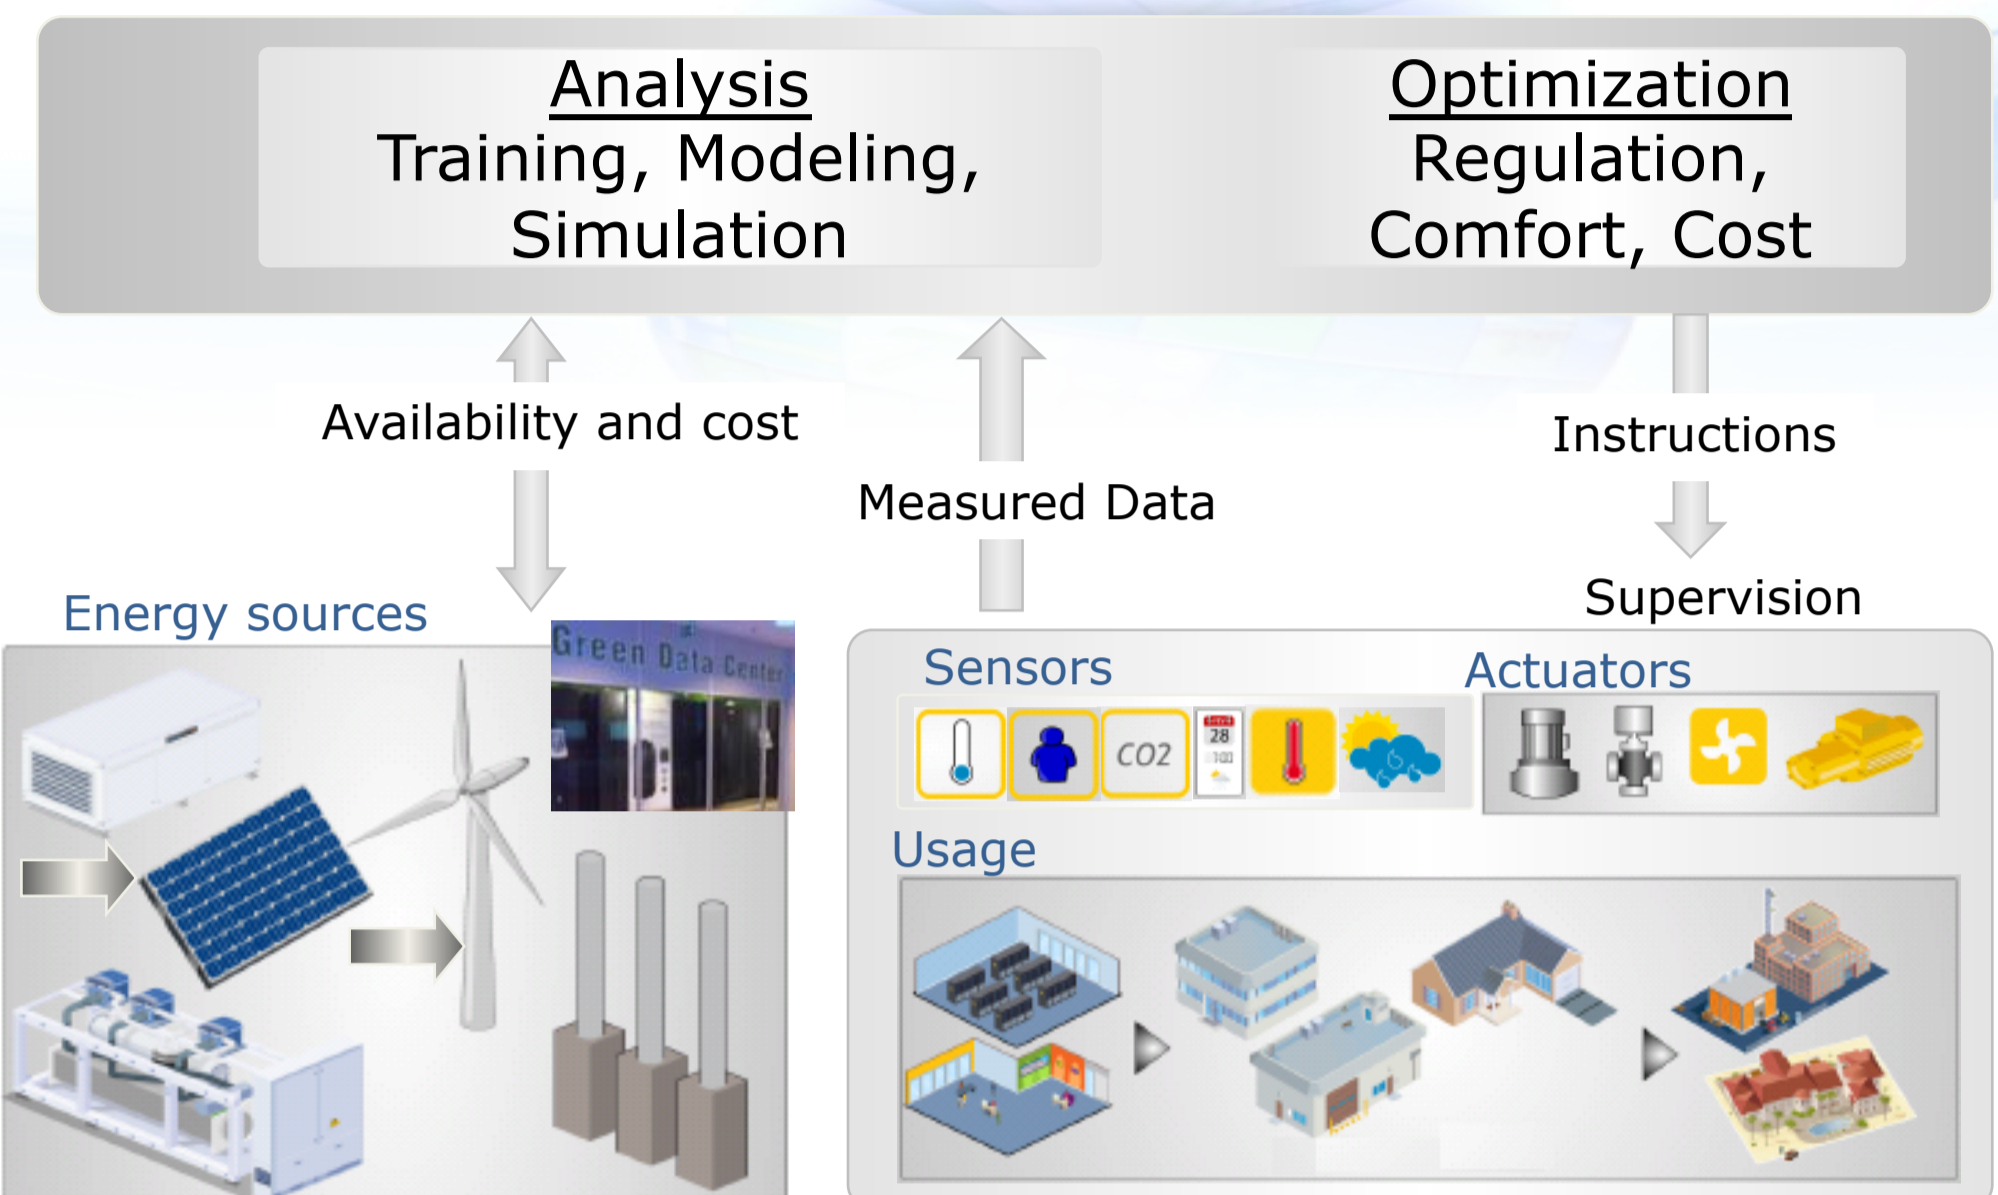 Analysis
Training, Modeling,
Simulation
Optimization
Regulation,
Comfort, Cost
Availability and cost
Measured Data
Instructions
Supervision
Energy sources
Green Data Center
Sensors
Actuators
CO2
28
Usage